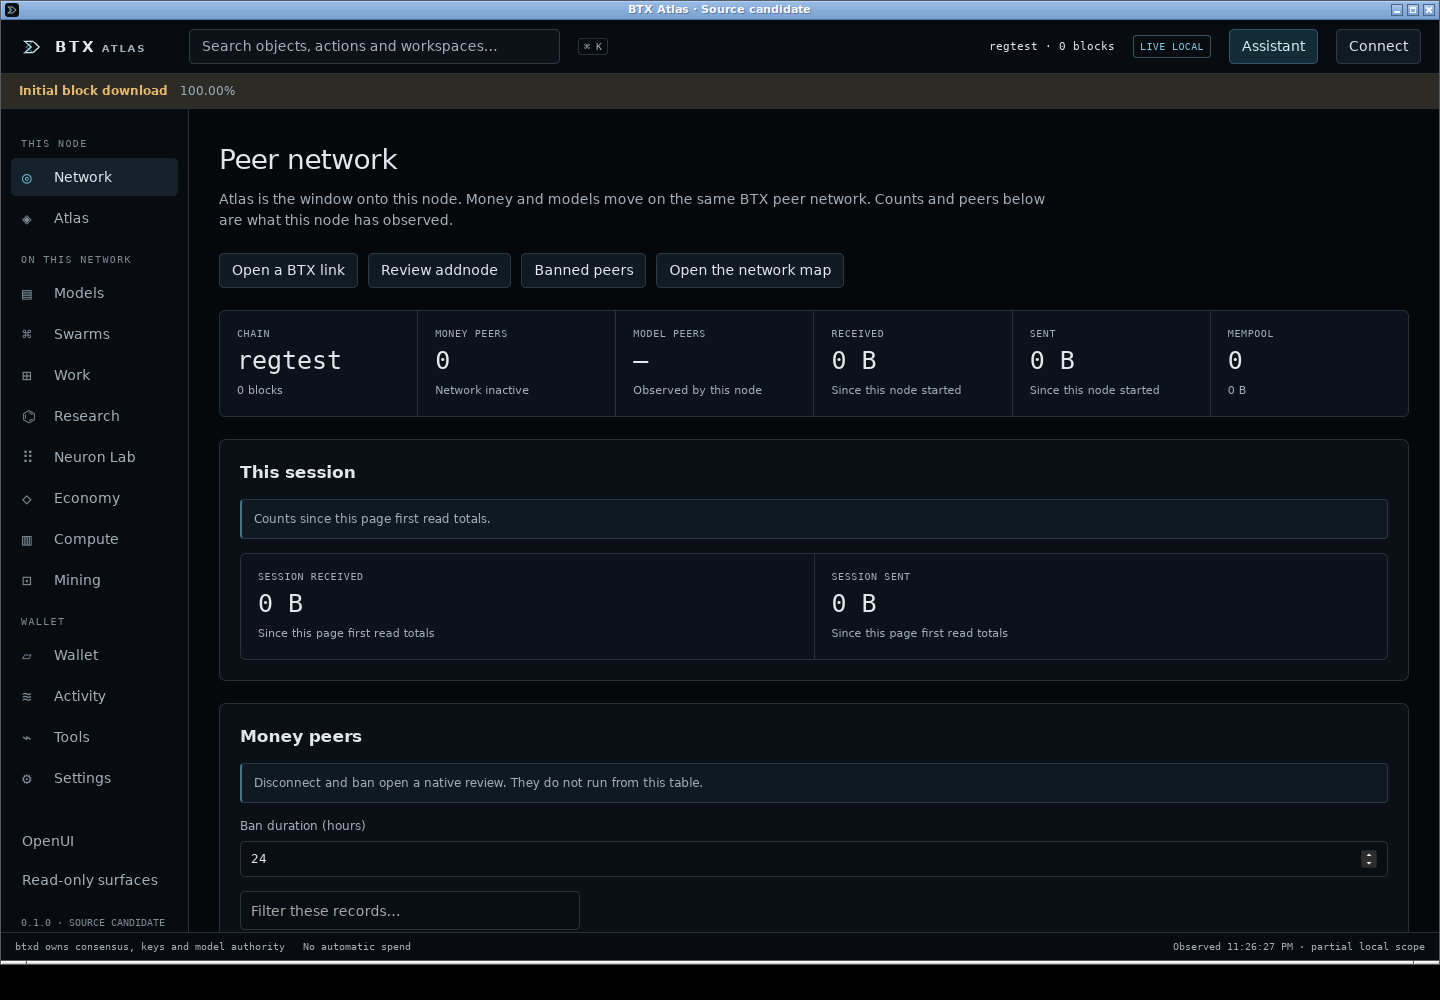 BTX Atlas · Source candidate
BTX ATLAS
Search objects, actions and workspaces...
⌘ K
regtest · 0 blocks
LIVE LOCAL
Assistant
Connect
Initial block download 100.00%
THIS NODE
Network
Atlas
ON THIS NETWORK
Models
Swarms
Work
Research
Neuron Lab
Economy
Compute
Mining
WALLET
Wallet
Activity
Tools
Settings
OpenUI
Read-only surfaces
0.1.0 · SOURCE CANDIDATE
Peer network
Atlas is the window onto this node. Money and models move on the same BTX peer network. Counts and peers below
are what this node has observed.
Open a BTX link
Review addnode
Banned peers
Open the network map
CHAIN
regtest
0 blocks
MONEY PEERS
0
Network inactive
MODEL PEERS
—
Observed by this node
RECEIVED
0 B
Since this node started
SENT
0 B
Since this node started
MEMPOOL
0
0 B
This session
Counts since this page first read totals.
SESSION RECEIVED
0 B
Since this page first read totals
SESSION SENT
0 B
Since this page first read totals
Money peers
Disconnect and ban open a native review. They do not run from this table.
Ban duration (hours)
24
Filter these records...
btxd owns consensus, keys and model authority
No automatic spend
Observed 11:26:27 PM · partial local scope